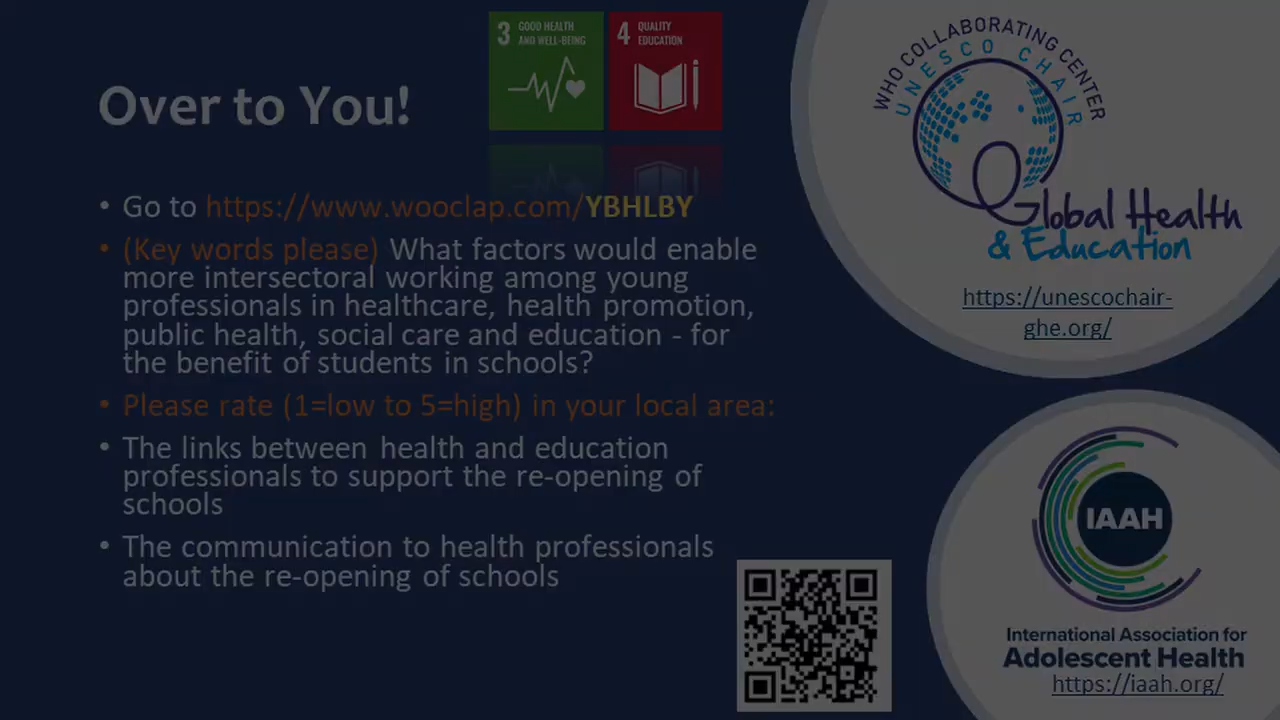 3 GOOD HEALTH
AND WELL-BEING
4 QUALITY
EDUCATION
Over to You!
• Go to https://www.wooclap.com/YBHLBY
• (Key words please) What factors would enable
more intersectoral working among young
professionals in healthcare, health promotion,
public health, social care and education - for
the benefit of students in schools?
• Please rate (1=low to 5=high) in your local area:
• The links between health and education
professionals to support the re-opening of
schools
• The communication to health professionals
about the re-opening of schools
WHO COLLABORATING CENTER
UNESCO CHAIR
Global Health
& Education
https://unescochair-
ghe.org/
IAAH
International Association for
Adolescent Health
https://iaah.org/